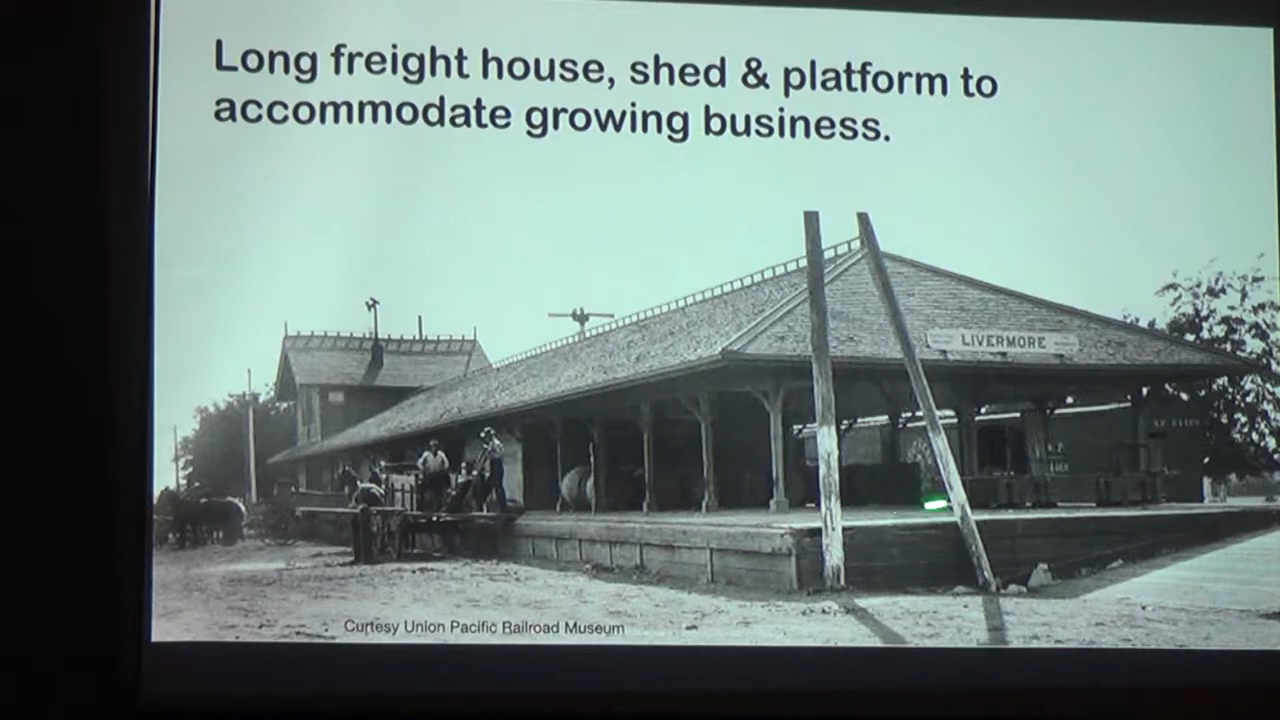 Long freight house, shed & platform to
accommodate growing business.
LIVERMORE
Curtesy Union Pacific Railroad Museum